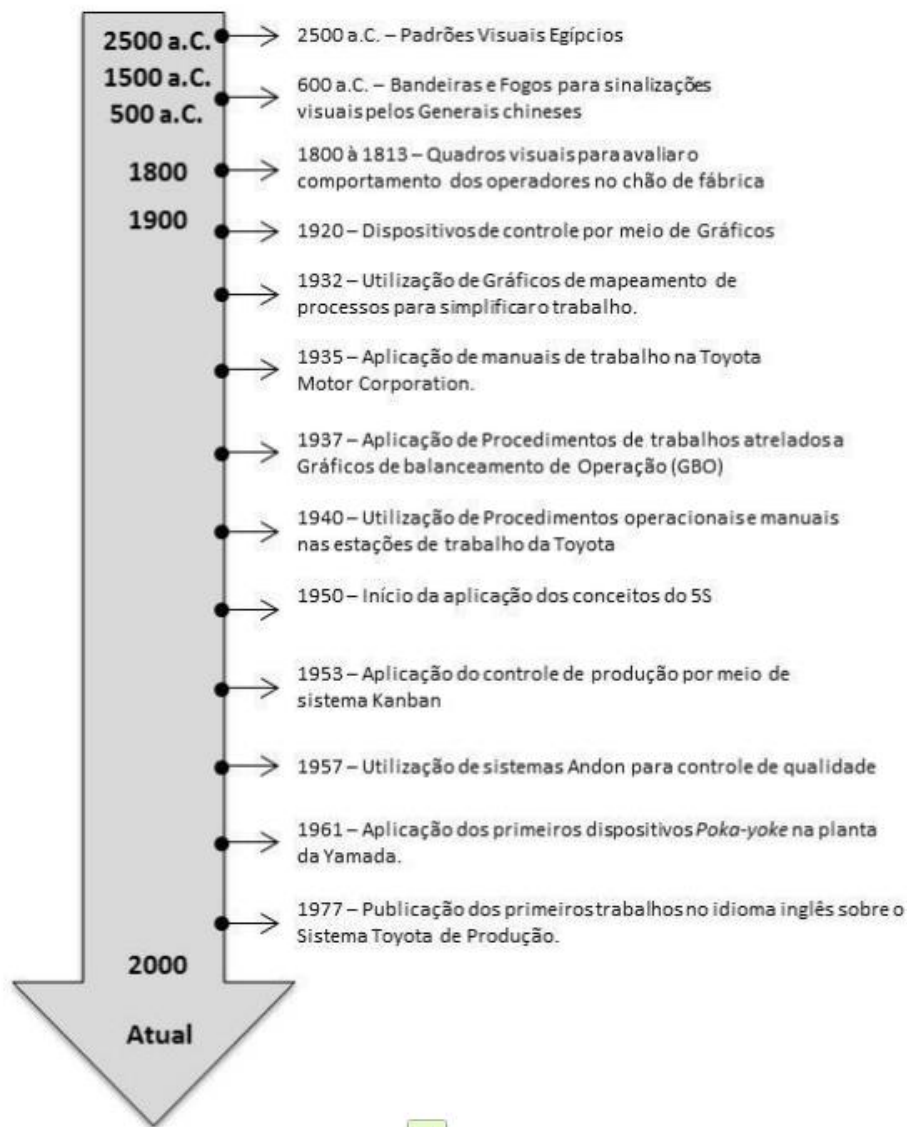 2500 a.C.
2500 a.C. – Padrões Visuais Egípcios
1500 a.C.
500 a.C.
600 a.C. – Bandeiras e Fogos para sinalizações
visuais pelos Generais chineses
1800
1800 à 1813 – Quadros visuais para avaliar o
comportamento dos operadores no chão de fábrica
1900
1920 – Dispositivos de controle por meio de Gráficos
1932 – Utilização de Gráficos de mapeamento de
processos para simplificar o trabalho.
1935 – Aplicação de manuais de trabalho na Toyota
Motor Corporation.
1937 – Aplicação de Procedimentos de trabalhos atrelados a
Gráficos de balanceamento de Operação (GBO)
1940 – Utilização de Procedimentos operacionais e manuais
nas estações de trabalho da Toyota
1950 – Início da aplicação dos conceitos do 5S
1953 – Aplicação do controle de produção por meio de
sistema Kanban
1957 – Utilização de sistemas Andon para controle de qualidade
1961 – Aplicação dos primeiros dispositivos Poka-yoke na planta
da Yamada.
1977 – Publicação dos primeiros trabalhos no idioma inglês sobre o
Sistema Toyota de Produção.
2000
Atual